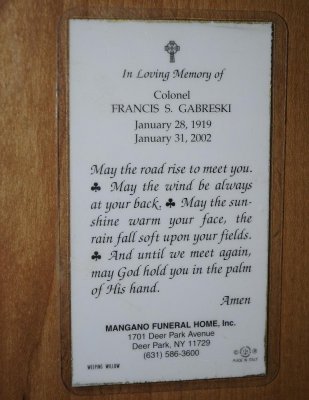 In Loving Memory of
Colonel
FRANCIS S. GABRESKI
January 28, 1919
January 31, 2002
May the road rise to meet you.
♣ May the wind be always
at your back. ♣ May the sun-
shine warm your face, the
rain fall soft upon your fields.
♣ And until we meet again,
may God hold you in the palm
of His hand.
Amen
MANGANO FUNERAL HOME, Inc.
1701 Deer Park Avenue
Deer Park, NY 11729
(631) 586-3600
WEEPING WILLOW
MADE IN ITALY